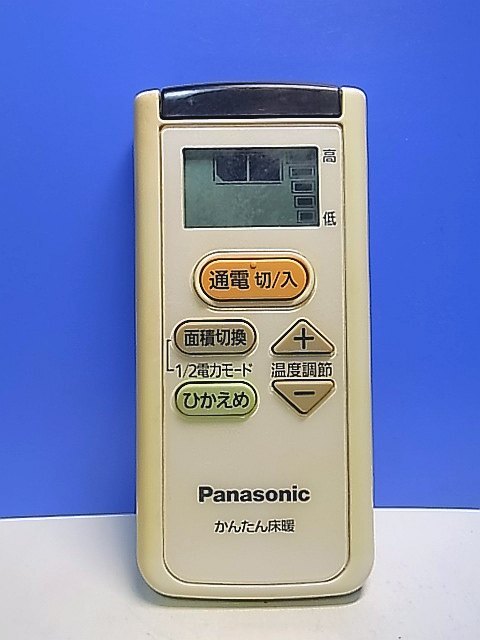 高
低
通電 切/入
面積切換
1/2電力モード
温度調節
ひかえめ
Panasonic
かんたん床暖